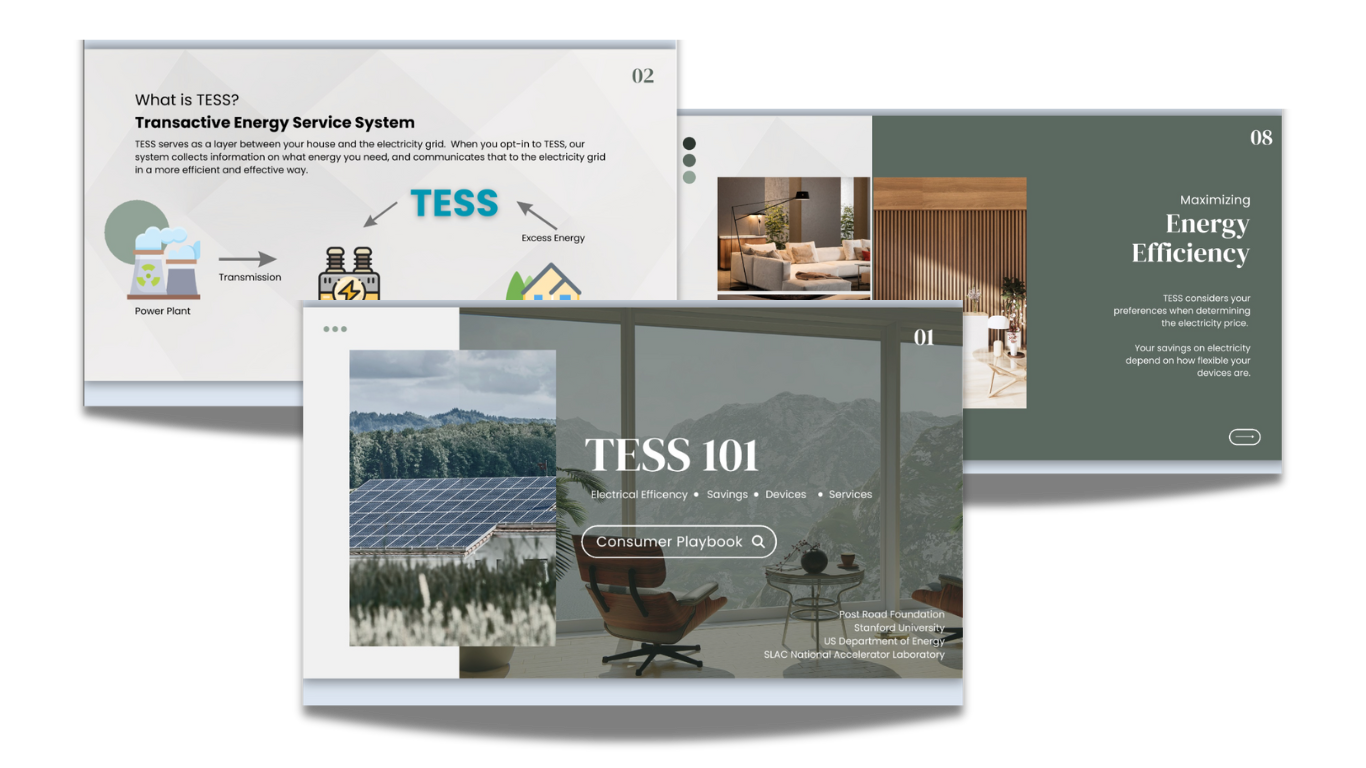 02
What is TESS?
Transactive Energy Service System
TESS serves as a layer between your house and the electricity grid.  When you opt-in to TESS, our
system collects information on what energy you need, and communicates that to the electricity grid
in a more efficient and effective way.
TESS
Excess Energy
Transmission
Power Plant
08
Maximizing
Energy
Efficiency
TESS considers your
preferences when determining
the electricity price.
Your savings on electricity
depend on how flexible your
devices are.
01
TESS 101
Electrical Efficency • Savings • Devices • Services
Consumer Playbook
Post Road Foundation
Stanford University
US Department of Energy
SLAC National Accelerator Laboratory